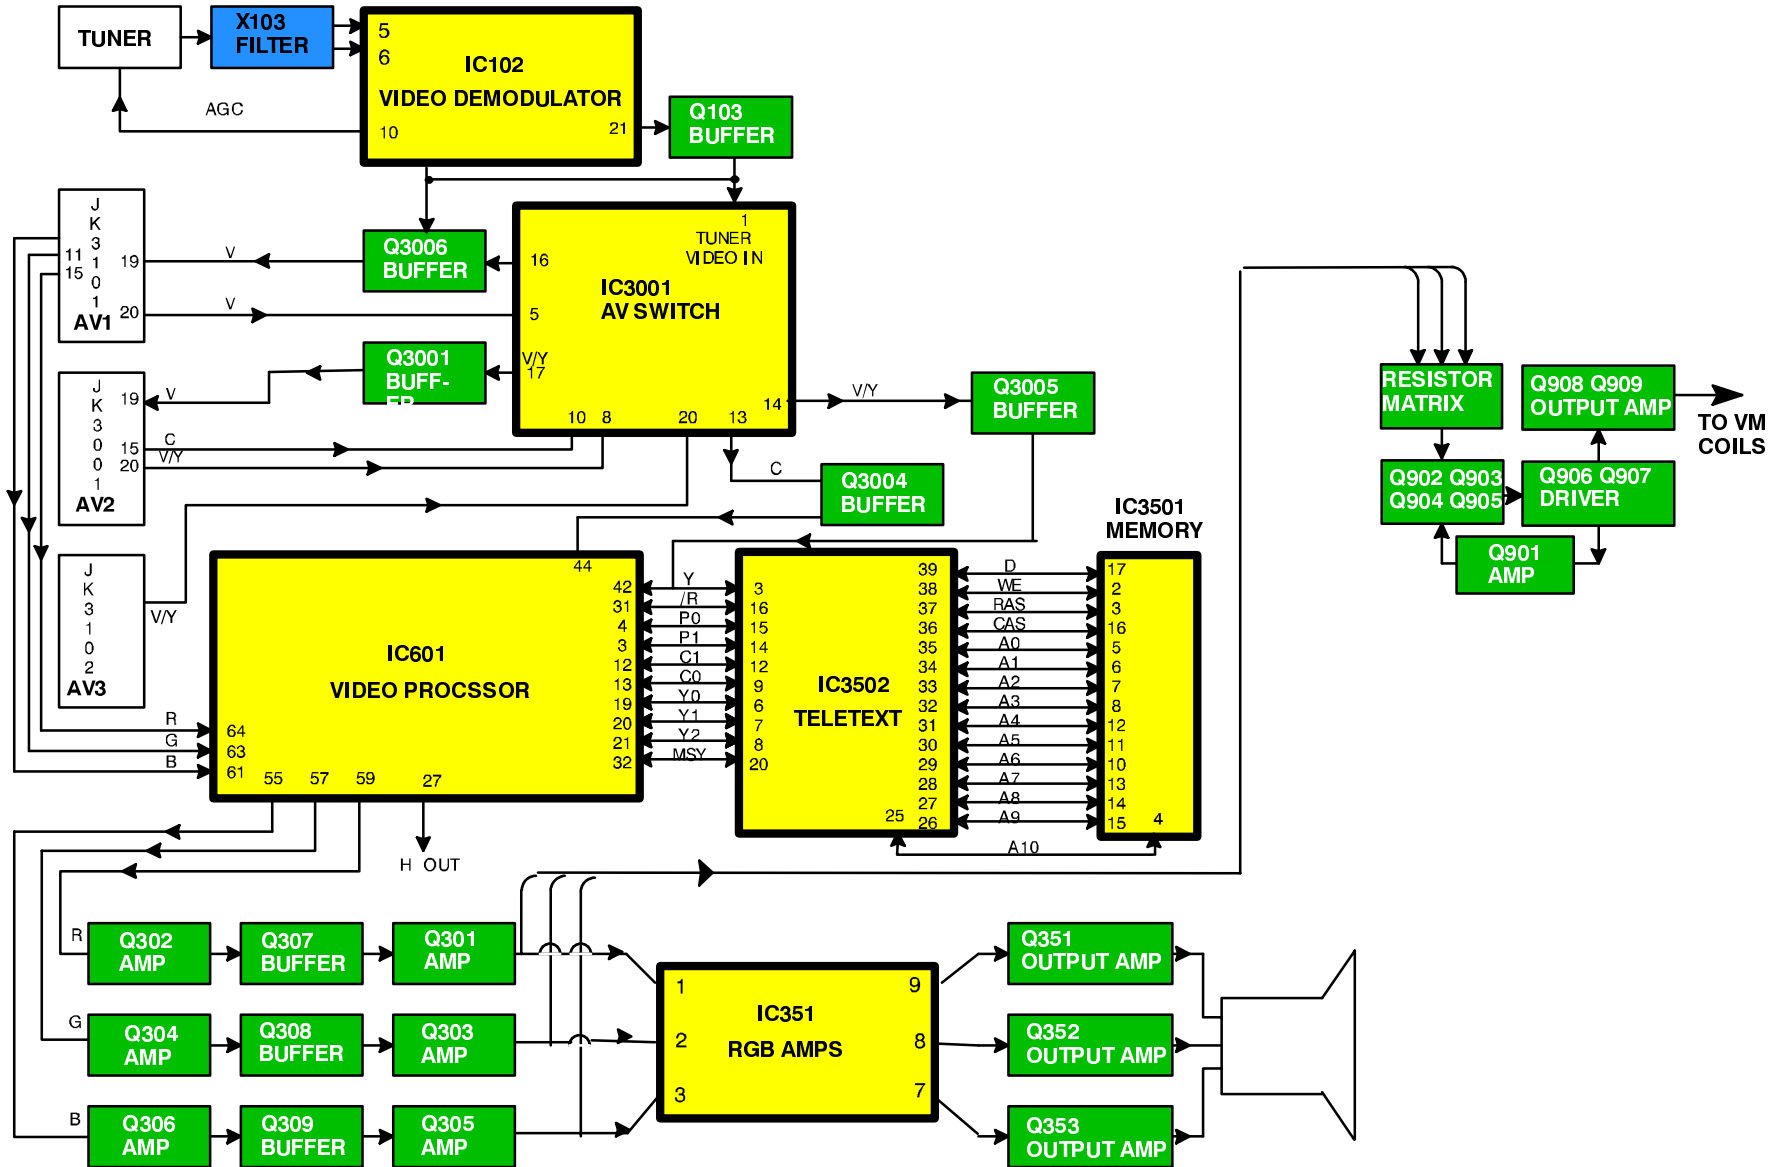 TUNER
X103
FILTER
5
6
IC102
VIDEO DEMODULATOR
10
21
AGC
Q103
BUFFER
J
K
3
1
0
1
11
15
19
20
AV1
V
V
Q3006
BUFFER
16
5
1
TUNER
VIDEO IN
IC3001
AV SWITCH
V/Y
17
10
8
20
13
14
Q3001
BUFF-
ER
V
J
K
3
0
0
1
19
15
20
AV2
C
V/Y
V/Y
Q3005
BUFFER
C
Q3004
BUFFER
J
K
3
1
0
2
AV3
V/Y
RESISTOR
MATRIX
Q908 Q909
OUTPUT AMP
TO VM
COILS
Q902 Q903
Q904 Q905
Q906 Q907
DRIVER
Q901
AMP
IC3501
MEMORY
44
42
31
4
3
12
13
19
20
21
32
IC601
VIDEO PROCSSOR
64
63
61
55
57
59
27
R
G
B
H OUT
Y
/R
P0
P1
C1
C0
Y0
Y1
Y2
MSY
3
16
15
14
12
9
6
7
8
20
IC3502
TELETEXT
39
38
37
36
35
34
33
32
31
30
29
28
27
26
25
D
WE
RAS
CAS
A0
A1
A2
A3
A4
A5
A6
A7
A8
A9
A10
17
2
3
16
5
6
7
8
12
11
10
13
14
15
4
R
Q302
AMP
Q307
BUFFER
Q301
AMP
G
Q304
AMP
Q308
BUFFER
Q303
AMP
B
Q306
AMP
Q309
BUFFER
Q305
AMP
1
2
3
IC351
RGB AMPS
9
8
7
Q351
OUTPUT AMP
Q352
OUTPUT AMP
Q353
OUTPUT AMP